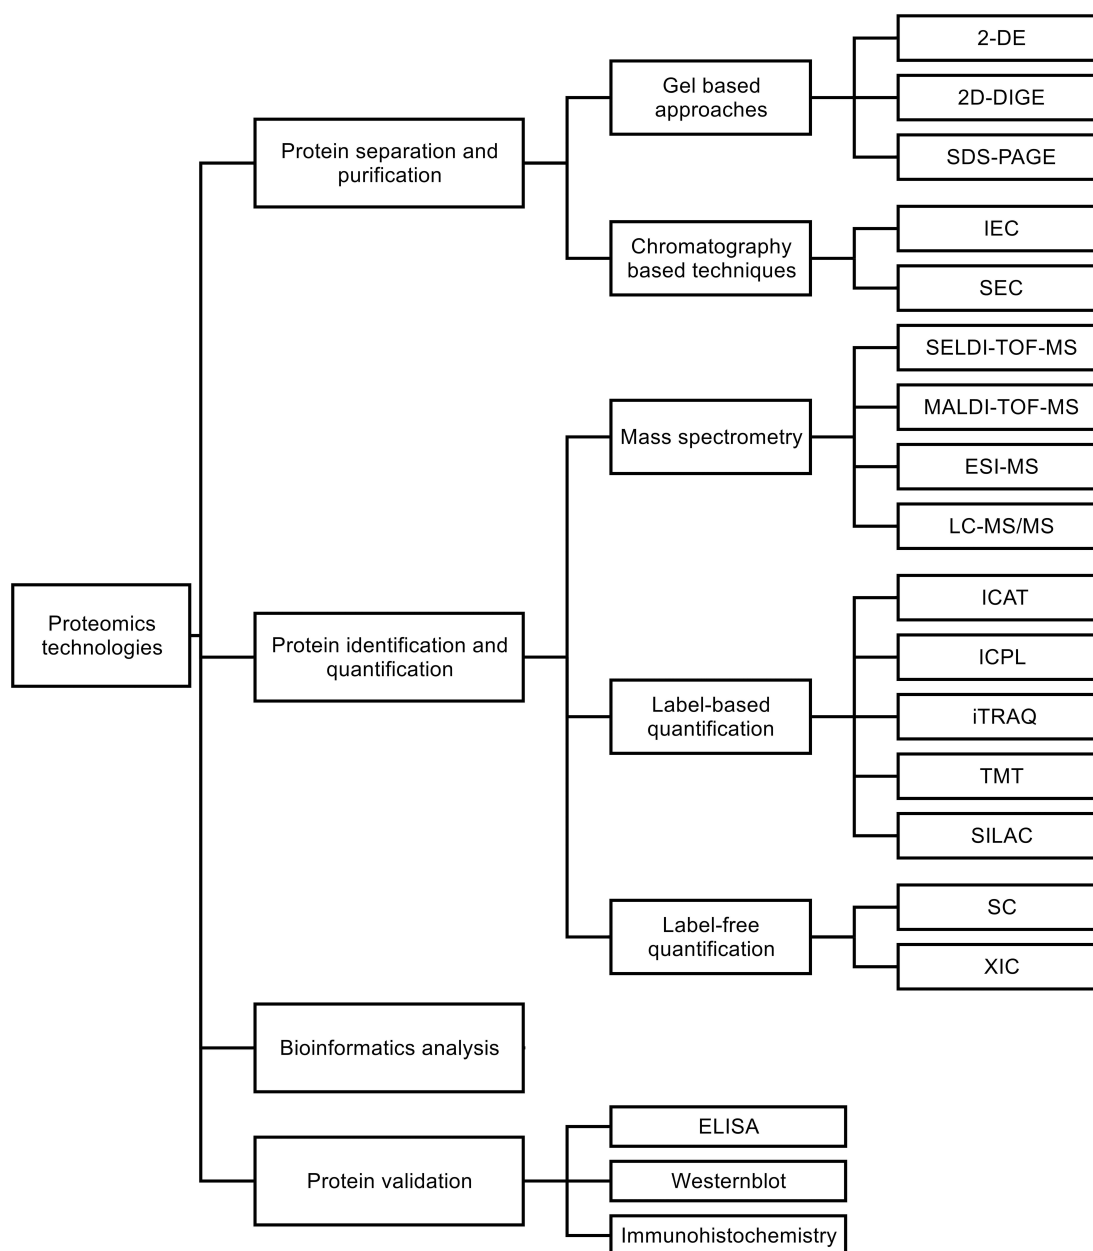 Proteomics
technologies
Protein separation and
purification
Gel based
approaches
2-DE
2D-DIGE
SDS-PAGE
Chromatography
based techniques
IEC
SEC
Protein identification and
quantification
Mass spectrometry
SELDI-TOF-MS
MALDI-TOF-MS
ESI-MS
LC-MS/MS
Label-based
quantification
ICAT
ICPL
iTRAQ
TMT
SILAC
Label-free
quantification
SC
XIC
Bioinformatics analysis
Protein validation
ELISA
Westernblot
Immunohistochemistry